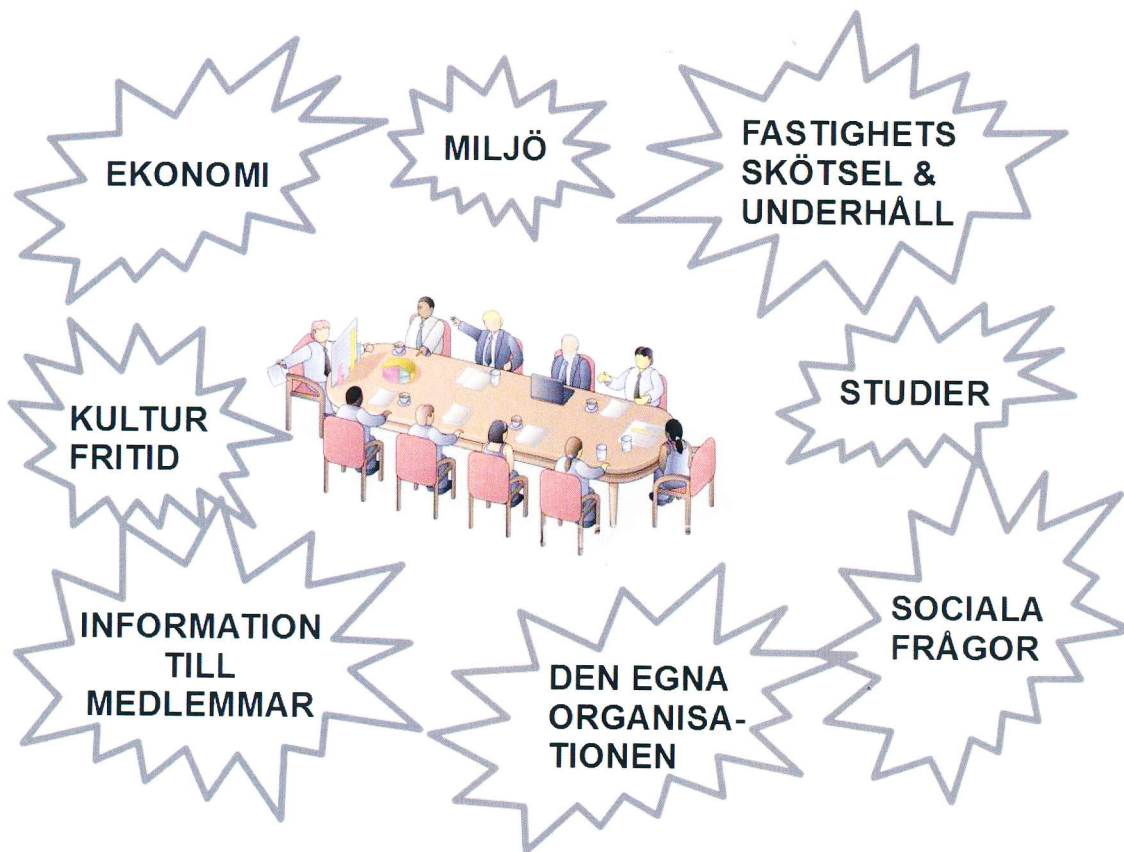 EKONOMI
MILJÖ
FASTIGHETS
SKÖTSEL &
UNDERHÅLL
KULTUR
FRITID
STUDIER
INFORMATION
TILL
MEDLEMMAR
DEN EGNA
ORGANISA-
TIONEN
SOCIALA
FRÅGOR